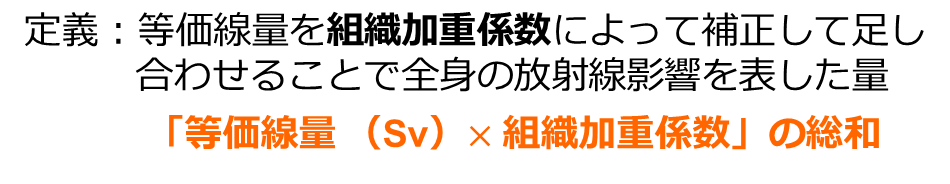 定義：等価線量を組織加重係数によって補正して足し
合わせることで全身の放射線影響を表した量
「等価線量（Sv）× 組織加重係数」の総和